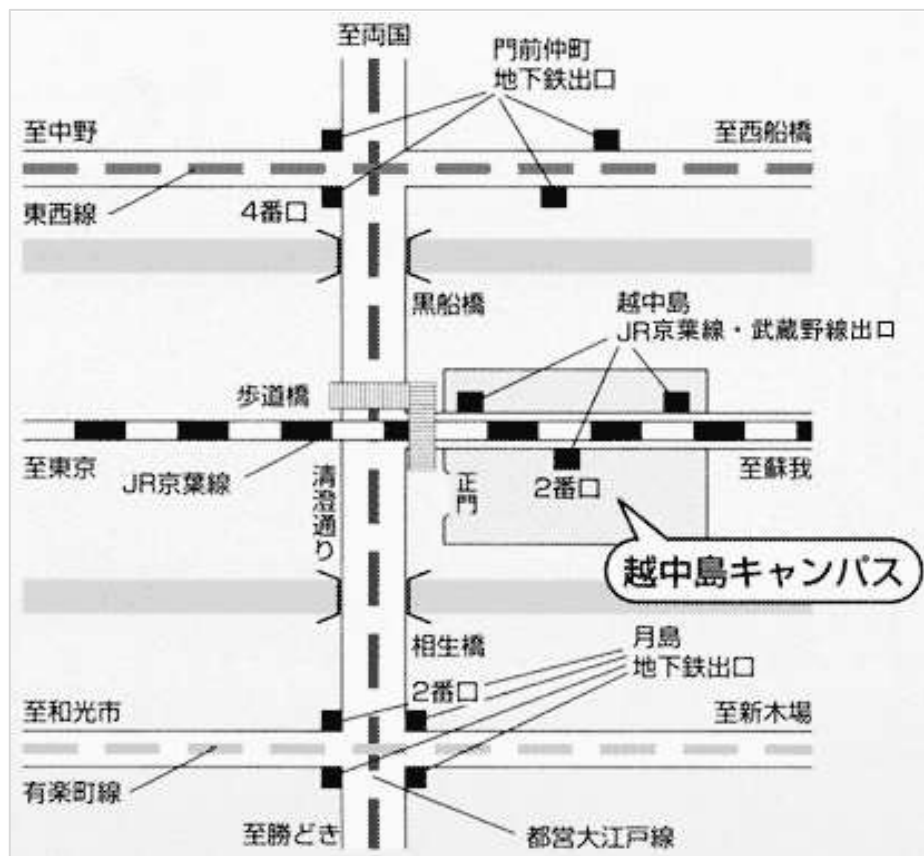 至両国
門前仲町
地下鉄出口
至中野
至西船橋
東西線
4番口
黒船橋
越中島
JR京葉線・武蔵野線出口
歩道橋
至東京
JR京葉線
清澄通り
正門
2番口
至蘇我
越中島キャンパス
相生橋
月島
地下鉄出口
2番口
至和光市
至新木場
有楽町線
至勝どき
都営大江戸線